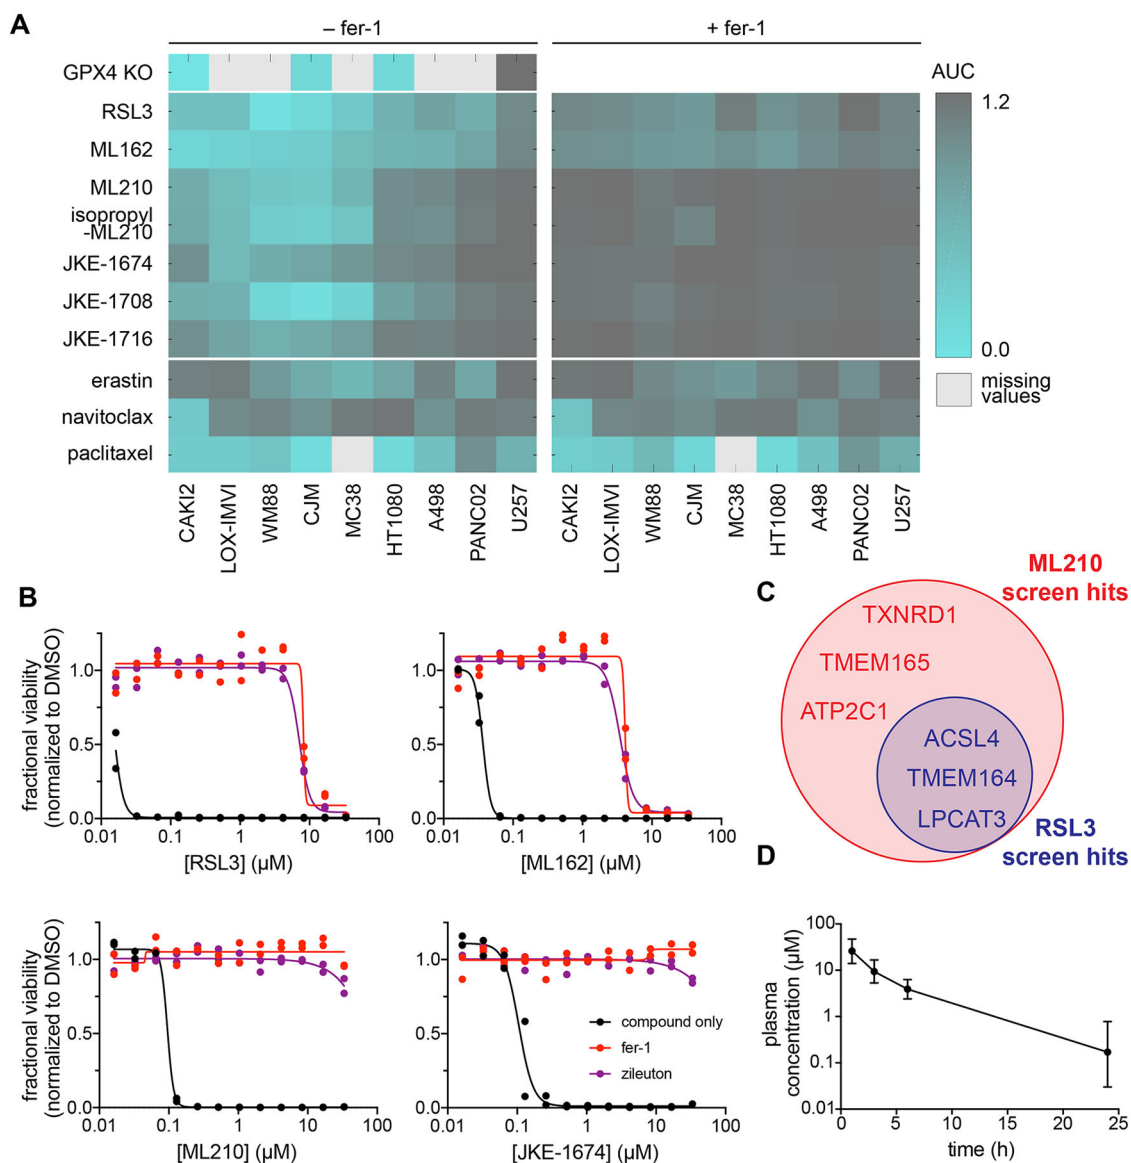 A
– fer-1
+ fer-1
GPX4 KO
RSL3
ML162
ML210
isopropyl
-ML210
JKE-1674
JKE-1708
JKE-1716
erastin
navitoclax
paclitaxel
AUC
1.2
0.0
missing
values
CAKI2
LOX-IMVI
WM88
CJM
MC38
HT1080
A498
PANC02
U257
CAKI2
LOX-IMVI
WM88
CJM
MC38
HT1080
A498
PANC02
U257
B
fractional viability
(normalized to DMSO)
1.0
0.5
0.0
0.01
0.1
1
10
100
[RSL3] (µM)
1.0
0.5
0.0
0.01
0.1
1
10
100
[ML162] (µM)
fractional viability
(normalized to DMSO)
1.0
0.5
0.0
0.01
0.1
1
10
100
[ML210] (µM)
1.0
0.5
0.0
0.01
0.1
1
10
100
[JKE-1674] (µM)
compound only
fer-1
zileuton
C
ML210
screen hits
TXNRD1
TMEM165
ATP2C1
ACSL4
TMEM164
LPCAT3
RSL3
screen hits
D
plasma
concentration (µM)
100
10
1
0.1
0.01
0
5
10
15
20
25
time (h)